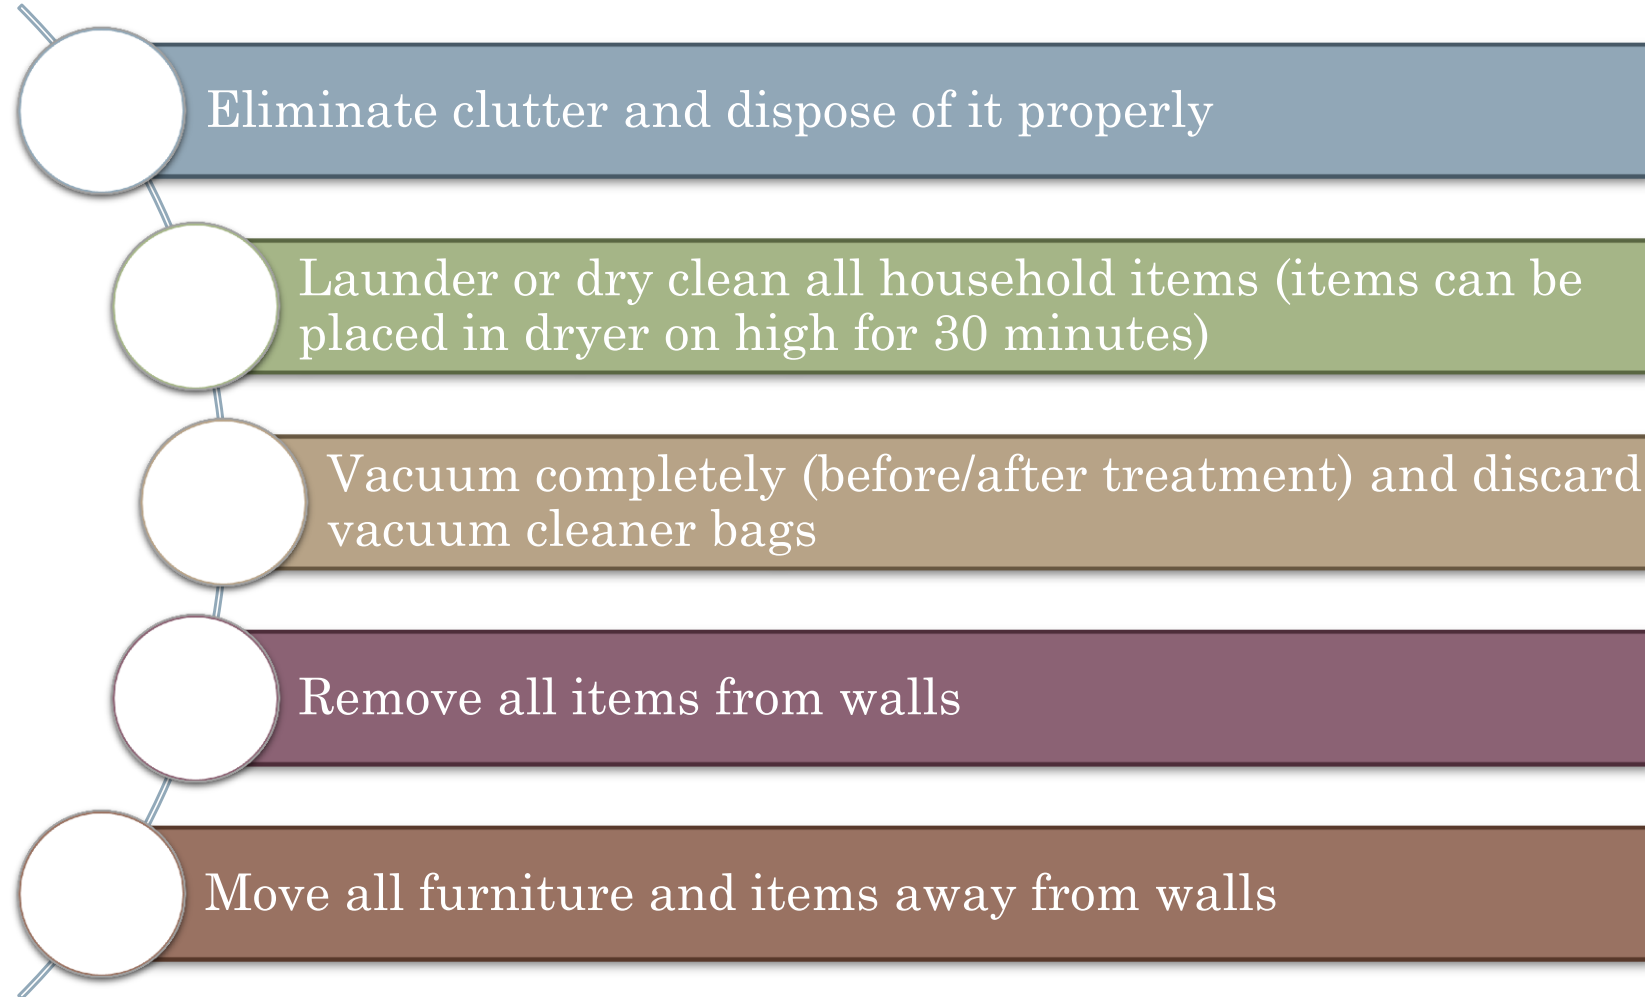 Eliminate clutter and dispose of it properly
Launder or dry clean all household items (items can be
placed in dryer on high for 30 minutes)
Vacuum completely (before/after treatment) and discard
vacuum cleaner bags
Remove all items from walls
Move all furniture and items away from walls